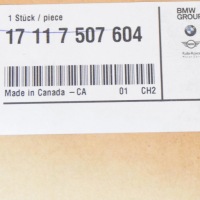 BMW
GROUP
1 Stück / piece
17 11 7 507 604
Made in Canada -CA 01 CH2